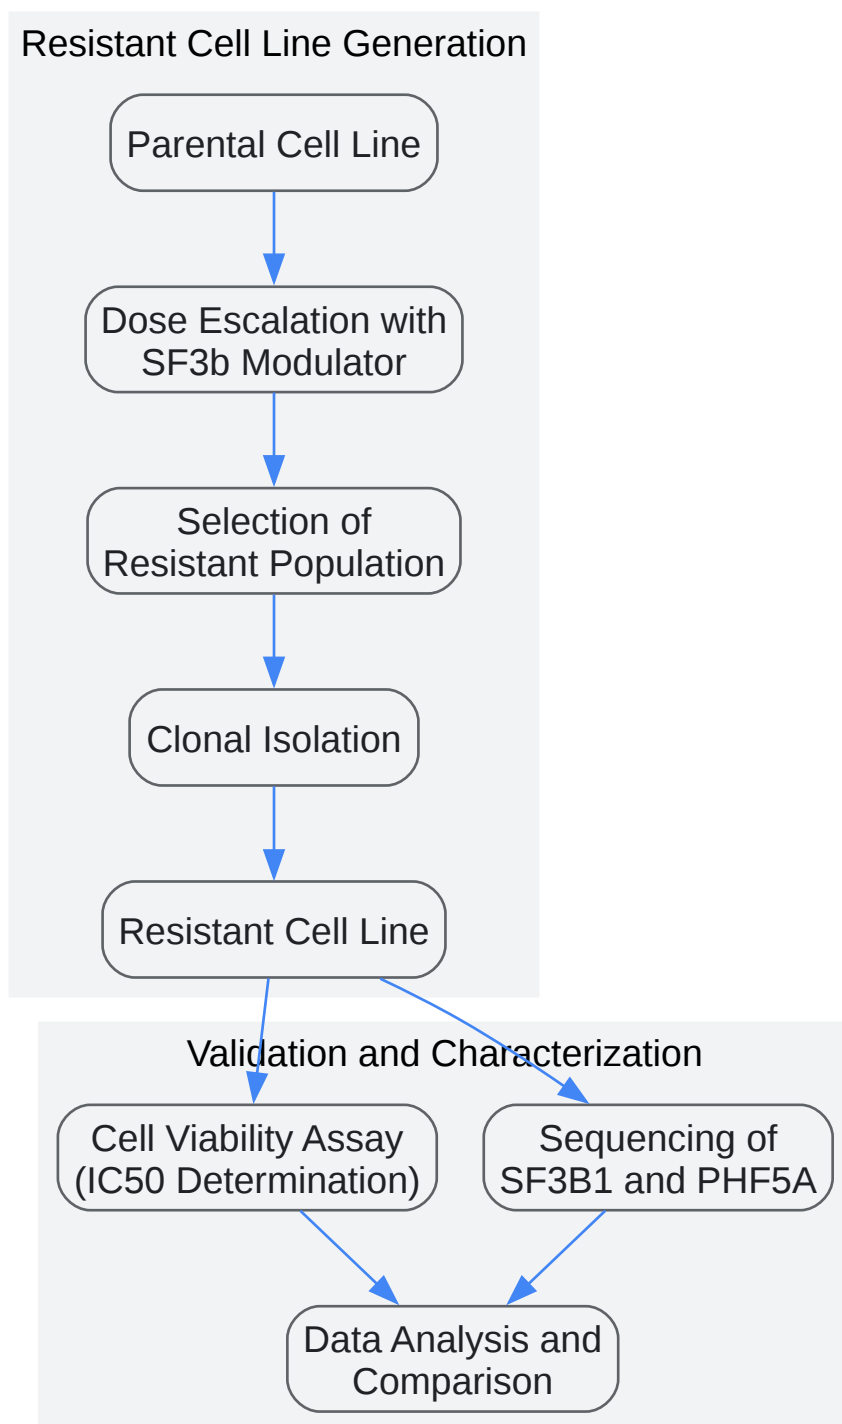 Resistant Cell Line Generation
Parental Cell Line
Dose Escalation with
SF3b Modulator
Selection of
Resistant Population
Clonal Isolation
Resistant Cell Line
Validation and Characterization
Cell Viability Assay
(IC50 Determination)
Sequencing of
SF3B1 and PHF5A
Data Analysis and
Comparison